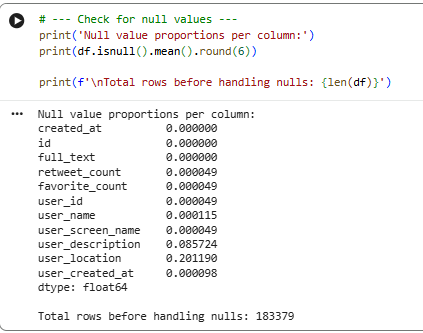 # --- Check for null values ---
print('Null value proportions per column:')
print(df.isnull().mean().round(6))
print(f'\nTotal rows before handling nulls: {len(df)}')
Null value proportions per column:
created_at 0.000000
id 0.000000
full_text 0.000000
retweet_count 0.000049
favorite_count 0.000049
user_id 0.000049
user_name 0.000115
user_screen_name 0.000049
user_description 0.085724
user_location 0.201190
user_created_at 0.000098
dtype: float64
Total rows before handling nulls: 183379